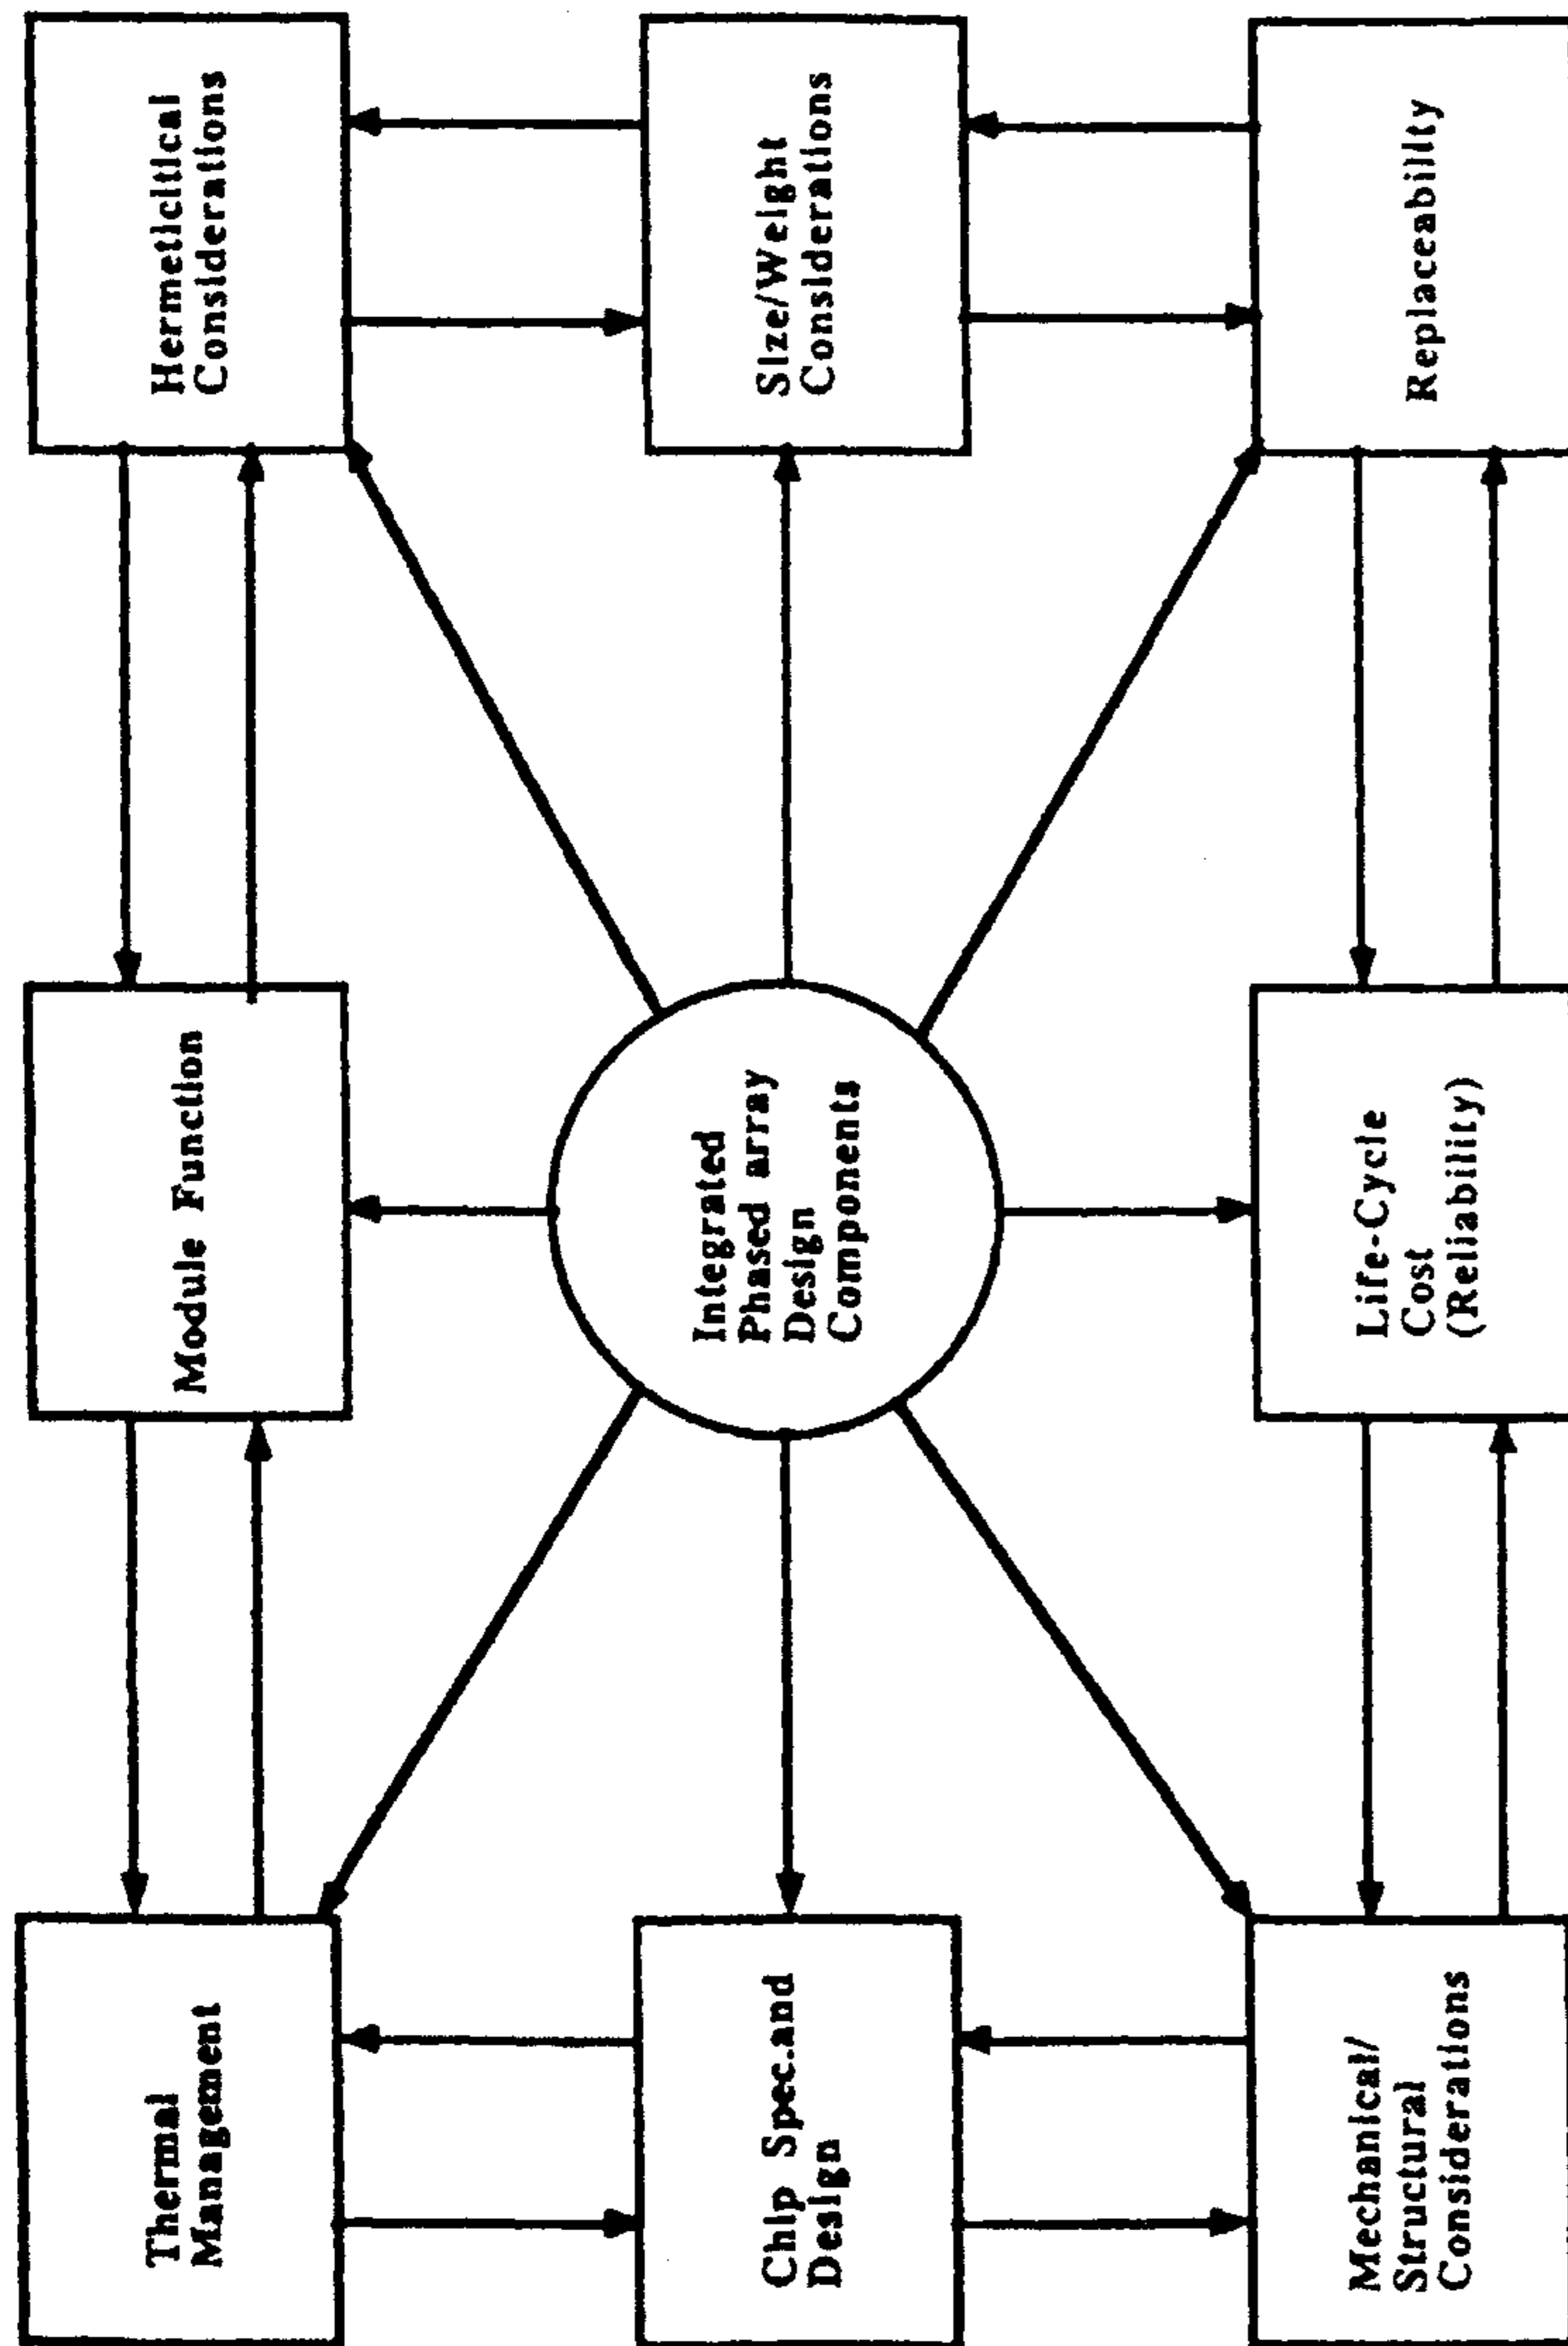 Thermal
Management
Module Function
Hermeticitical
Considerations
Chip Spec.and
Design
Integrated
Phased array
Design
Components
Size/Weight
Considerations
Mechanical/
Structural
Considerations
Life-Cycle
Cost
(Reliability)
Replaceability